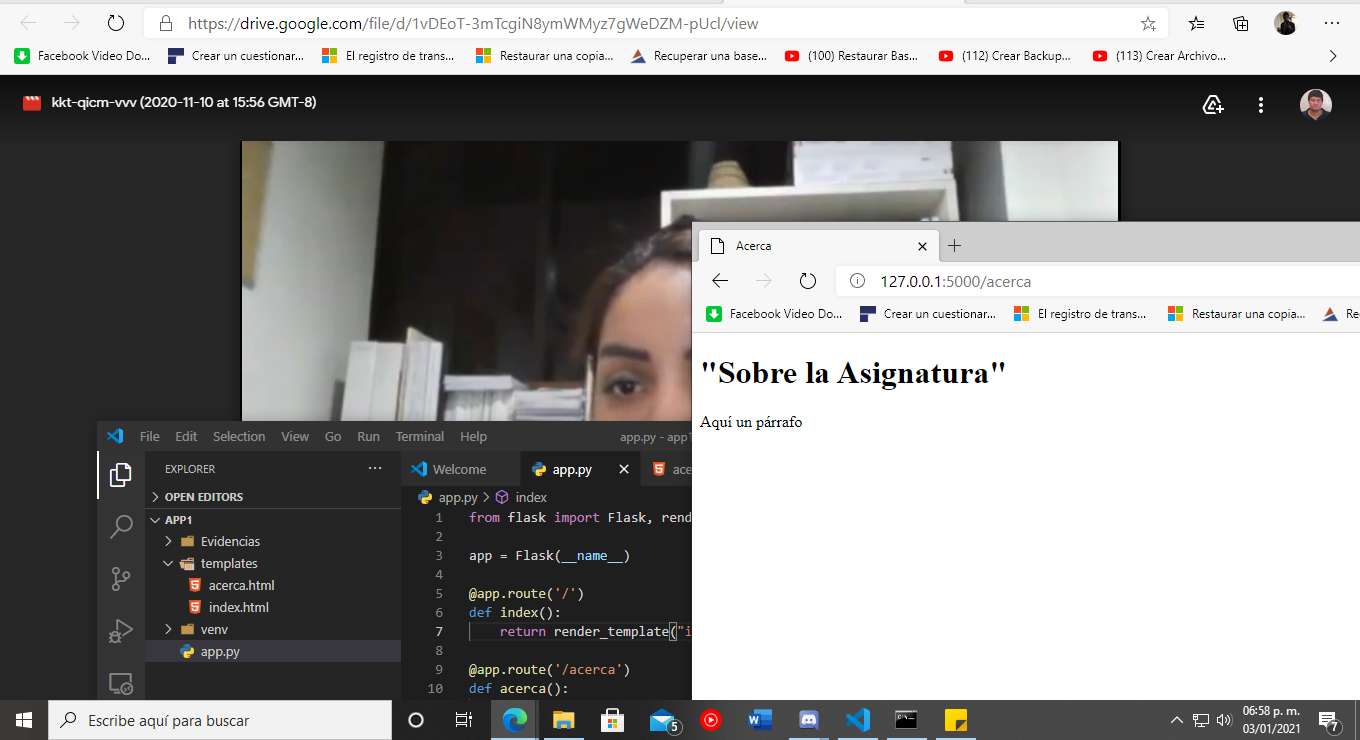 https://drive.google.com/file/d/1vDEoT-3mTcgiN8ymWMyz7gWeDZM-pUcl/view
Facebook Video Do... Crear un cuestionar... El registro de trans... Restaurar una copia... Recuperar una base... (100) Restaurar Bas... (112) Crear Backup... (113) Crear Archivo...
kkt-qicm-vvv (2020-11-10 at 15:56 GMT-8)
Acerca
127.0.0.1:5000/acerca
Facebook Video Do... Crear un cuestionar... El registro de trans... Restaurar una copia... Re
"Sobre la Asignatura"
Aquí un párrafo
File Edit Selection View Go Run Terminal Help app.py - app1
EXPLORER ... Welcome app.py ace
OPEN EDITORS
app.py > index
APP1
Evidencias
templates
acerca.html
index.html
venv
app.py
1 from flask import Flask, rend
2
3 app = Flask(__name__)
4
5 @app.route('/')
6 def index():
7 return render_template("i
8
9 @app.route('/acerca')
10 def acerca():
Escribe aquí para buscar
5
06:58 p. m.
03/01/2021
7